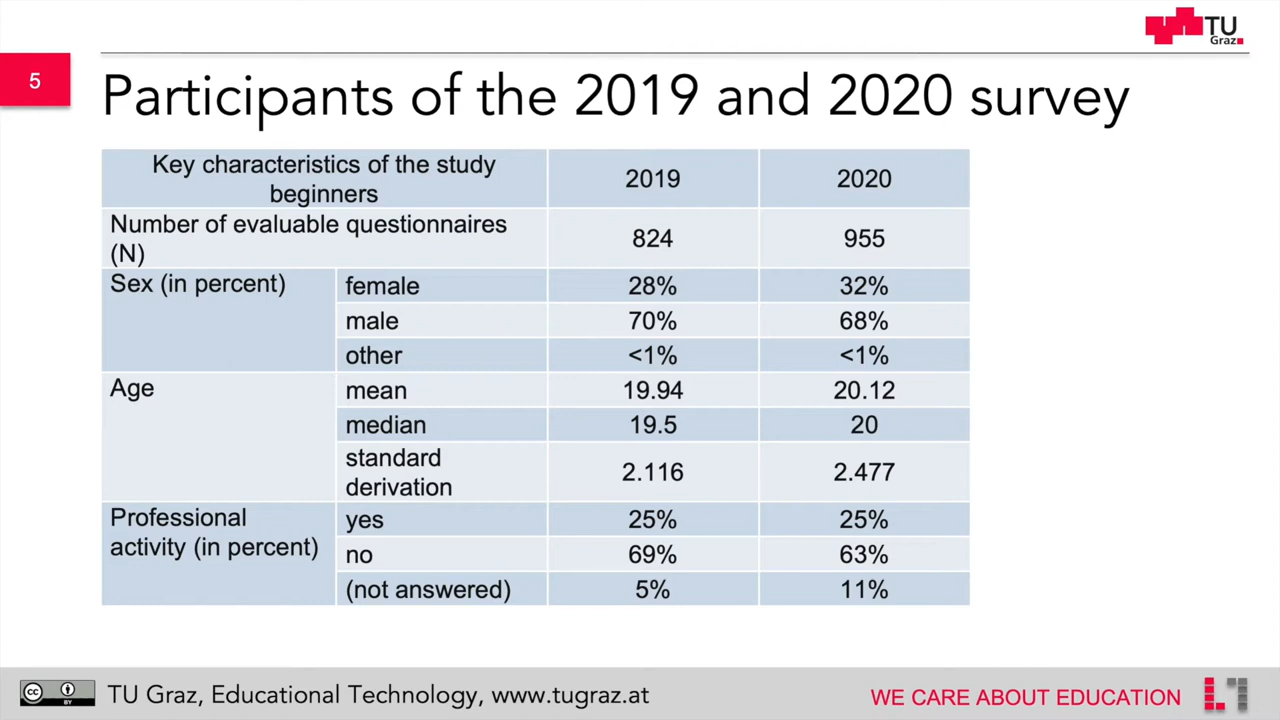 TU
Graz
5
Participants of the 2019 and 2020 survey
Key characteristics of the study
beginners
2019
2020
Number of evaluable questionnaires
(N)
824
955
Sex (in percent)
female
28%
32%
male
70%
68%
other
<1%
<1%
Age
mean
19.94
20.12
median
19.5
20
standard
derivation
2.116
2.477
Professional
activity (in percent)
yes
25%
25%
no
69%
63%
(not answered)
5%
11%
cc
BY
TU Graz, Educational Technology, www.tugraz.at
WE CARE ABOUT EDUCATION